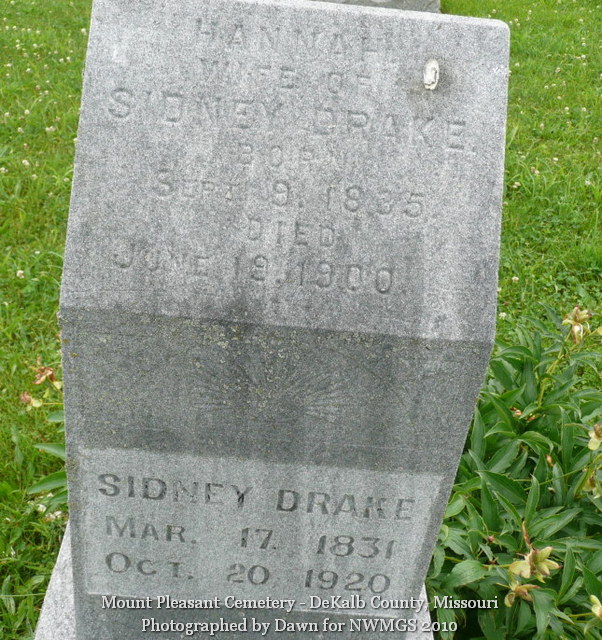 HANNAH
WIFE OF
SIDNEY DRAKE.
BORN
SEPT. 9. 1835
DIED
JUNE 19. 1900.
SIDNEY DRAKE
MAR. 17. 1831
OCT. 20 1920
Mount Pleasant Cemetery - DeKalb County, Missouri
Photographed by Dawn for NWMGS 2010